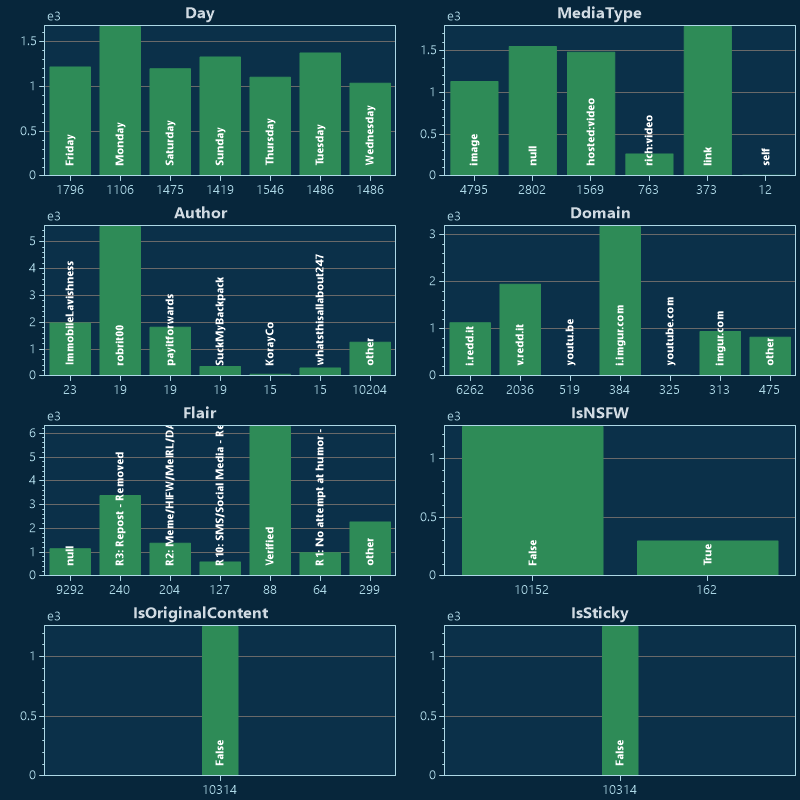 Day
e3
1.5
1
0.5
0
Friday
Monday
Saturday
Sunday
Thursday
Tuesday
Wednesday
1796 1106 1475 1419 1546 1486 1486
MediaType
e3
1.5
1
0.5
0
image
null
hosted:video
rich:video
link
self
4795 2802 1569 763 373 12
Author
e3
5
4
3
2
1
0
ImmobileLavishness
robrit00
payitforwards
SuckMyBackpack
KorayCo
whatsthisallabout247
other
23 19 19 19 15 15 10204
Domain
e3
3
2
1
0
i.redd.it
v.redd.it
youtu.be
i.imgur.com
youtube.com
imgur.com
other
6262 2036 519 384 325 313 475
Flair
e3
6
5
4
3
2
1
0
null
R3: Repost - Removed
R2: Meme/HIFW/MeIRL/DA
R10: SMS/Social Media - Re
Verified
R1: No attempt at humor -
other
9292 240 204 127 88 64 299
IsNSFW
e3
1
0.5
0
False
True
10152 162
IsOriginalContent
e3
1
0.5
0
False
10314
IsSticky
e3
1
0.5
0
False
10314